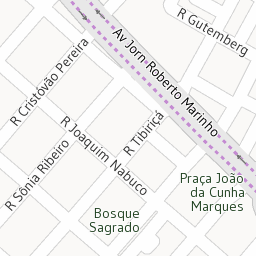 R Gutemberg
Av Jorn Roberto Marinho
R Cristóvão Pereira
R Tibiriçá
R Joaquim Nabuco
R Sônia Ribeiro
Praça João
da Cunha
Marques
Bosque
Sagrado